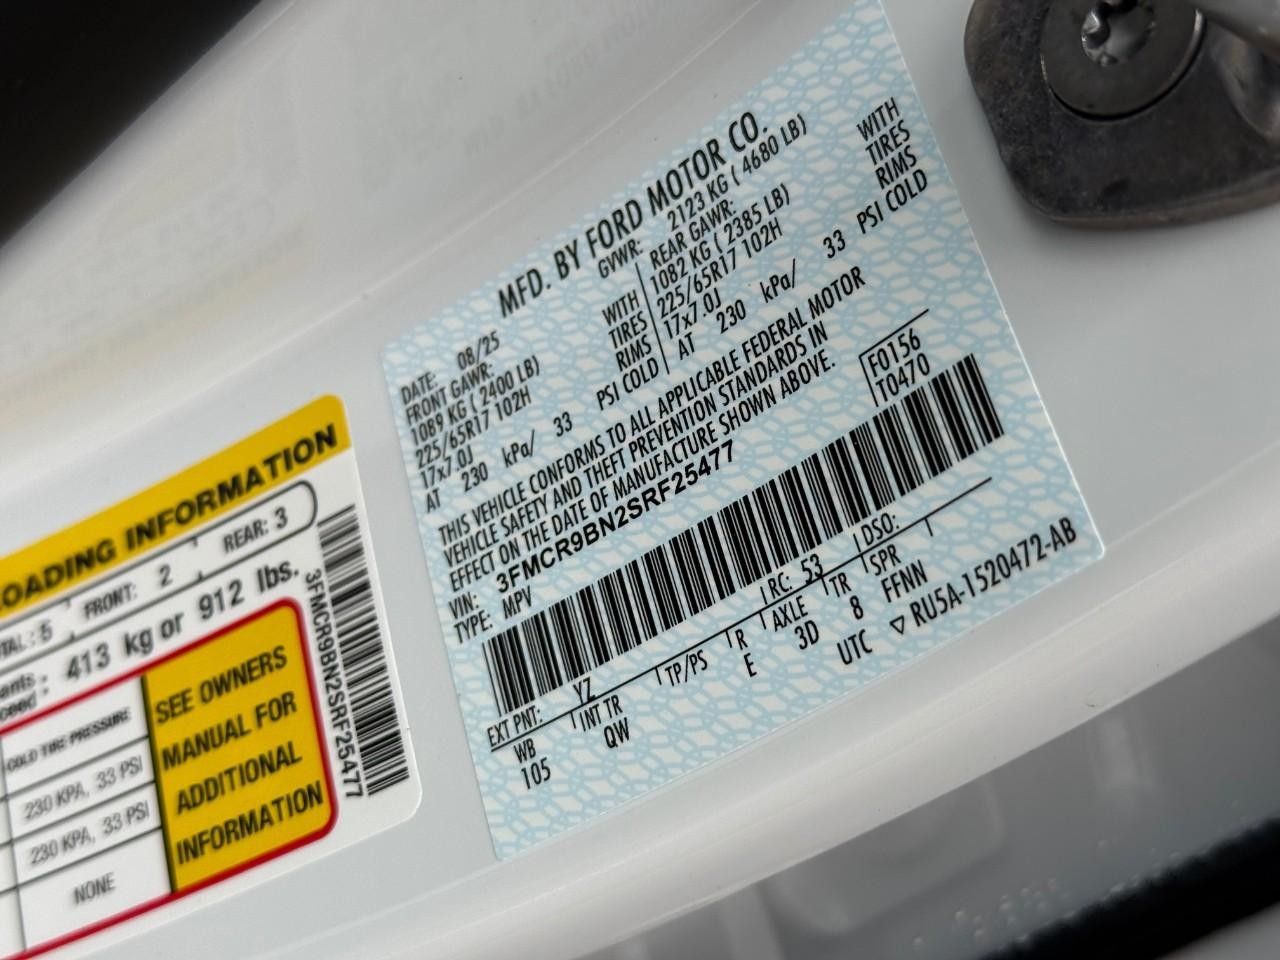 MFD. BY FORD MOTOR CO.
DATE: 08/25
GVWR: 2123 KG ( 4680 LB)
FRONT GAWR:
1089 KG ( 2400 LB) WITH
225/65R17 102H TIRES
17x7.0J RIMS
AT 230 kPa/ 33 PSI COLD
REAR GAWR:
1082 KG ( 2385 LB) WITH
225/65R17 102H TIRES
17x7.0J RIMS
AT 230 kPa/ 33 PSI COLD
THIS VEHICLE CONFORMS TO ALL APPLICABLE FEDERAL MOTOR
VEHICLE SAFETY AND THEFT PREVENTION STANDARDS IN
EFFECT ON THE DATE OF MANUFACTURE SHOWN ABOVE.
VIN: 3FMCR9BN2SRF25477
TYPE: MPV
F0156
T0470
EXT PNT: YZ RC: 53 DSO:
WB INT TR TP/PS R AXLE TR SPR
105 QW E 3D 8 FFNN
UTC ▽ RU5A-1520472-AB
LOADING INFORMATION
TOTAL: 5 FRONT: 2 REAR: 3
413 kg or 912 lbs.
COLD TIRE PRESSURE
230 KPA, 33 PSI
230 KPA, 33 PSI
NONE
SEE OWNERS
MANUAL FOR
ADDITIONAL
INFORMATION
3FMCR9BN2SRF25477